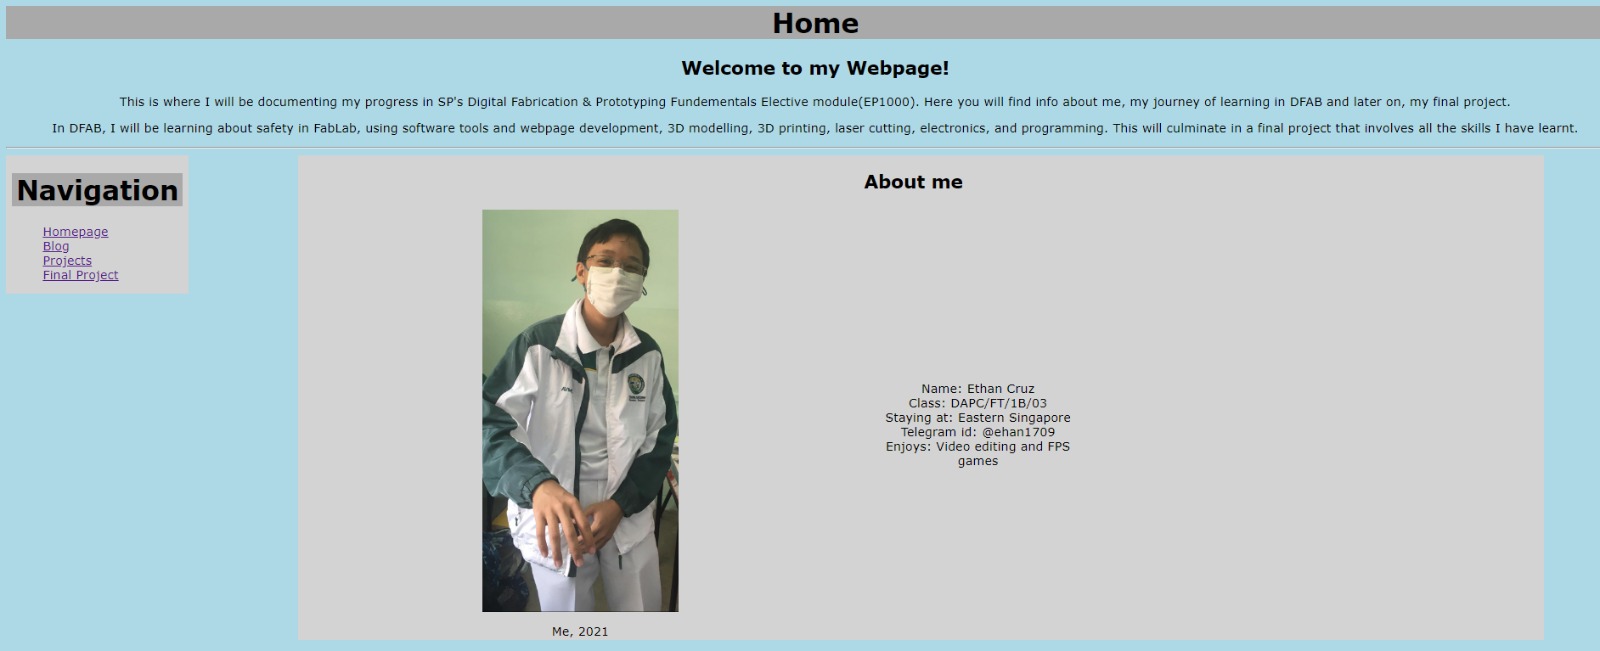 Home
Welcome to my Webpage!
This is where I will be documenting my progress in SP's Digital Fabrication & Prototyping Fundementals Elective module(EP1000). Here you will find info about me, my journey of learning in DFAB and later on, my final project.
In DFAB, I will be learning about safety in FabLab, using software tools and webpage development, 3D modelling, 3D printing, laser cutting, electronics, and programming. This will culminate in a final project that involves all the skills I have learnt.
Navigation
Homepage
Blog
Projects
Final Project
About me
Me, 2021
Name: Ethan Cruz
Class: DAPC/FT/1B/03
Staying at: Eastern Singapore
Telegram id: @ehan1709
Enjoys: Video editing and FPS
games